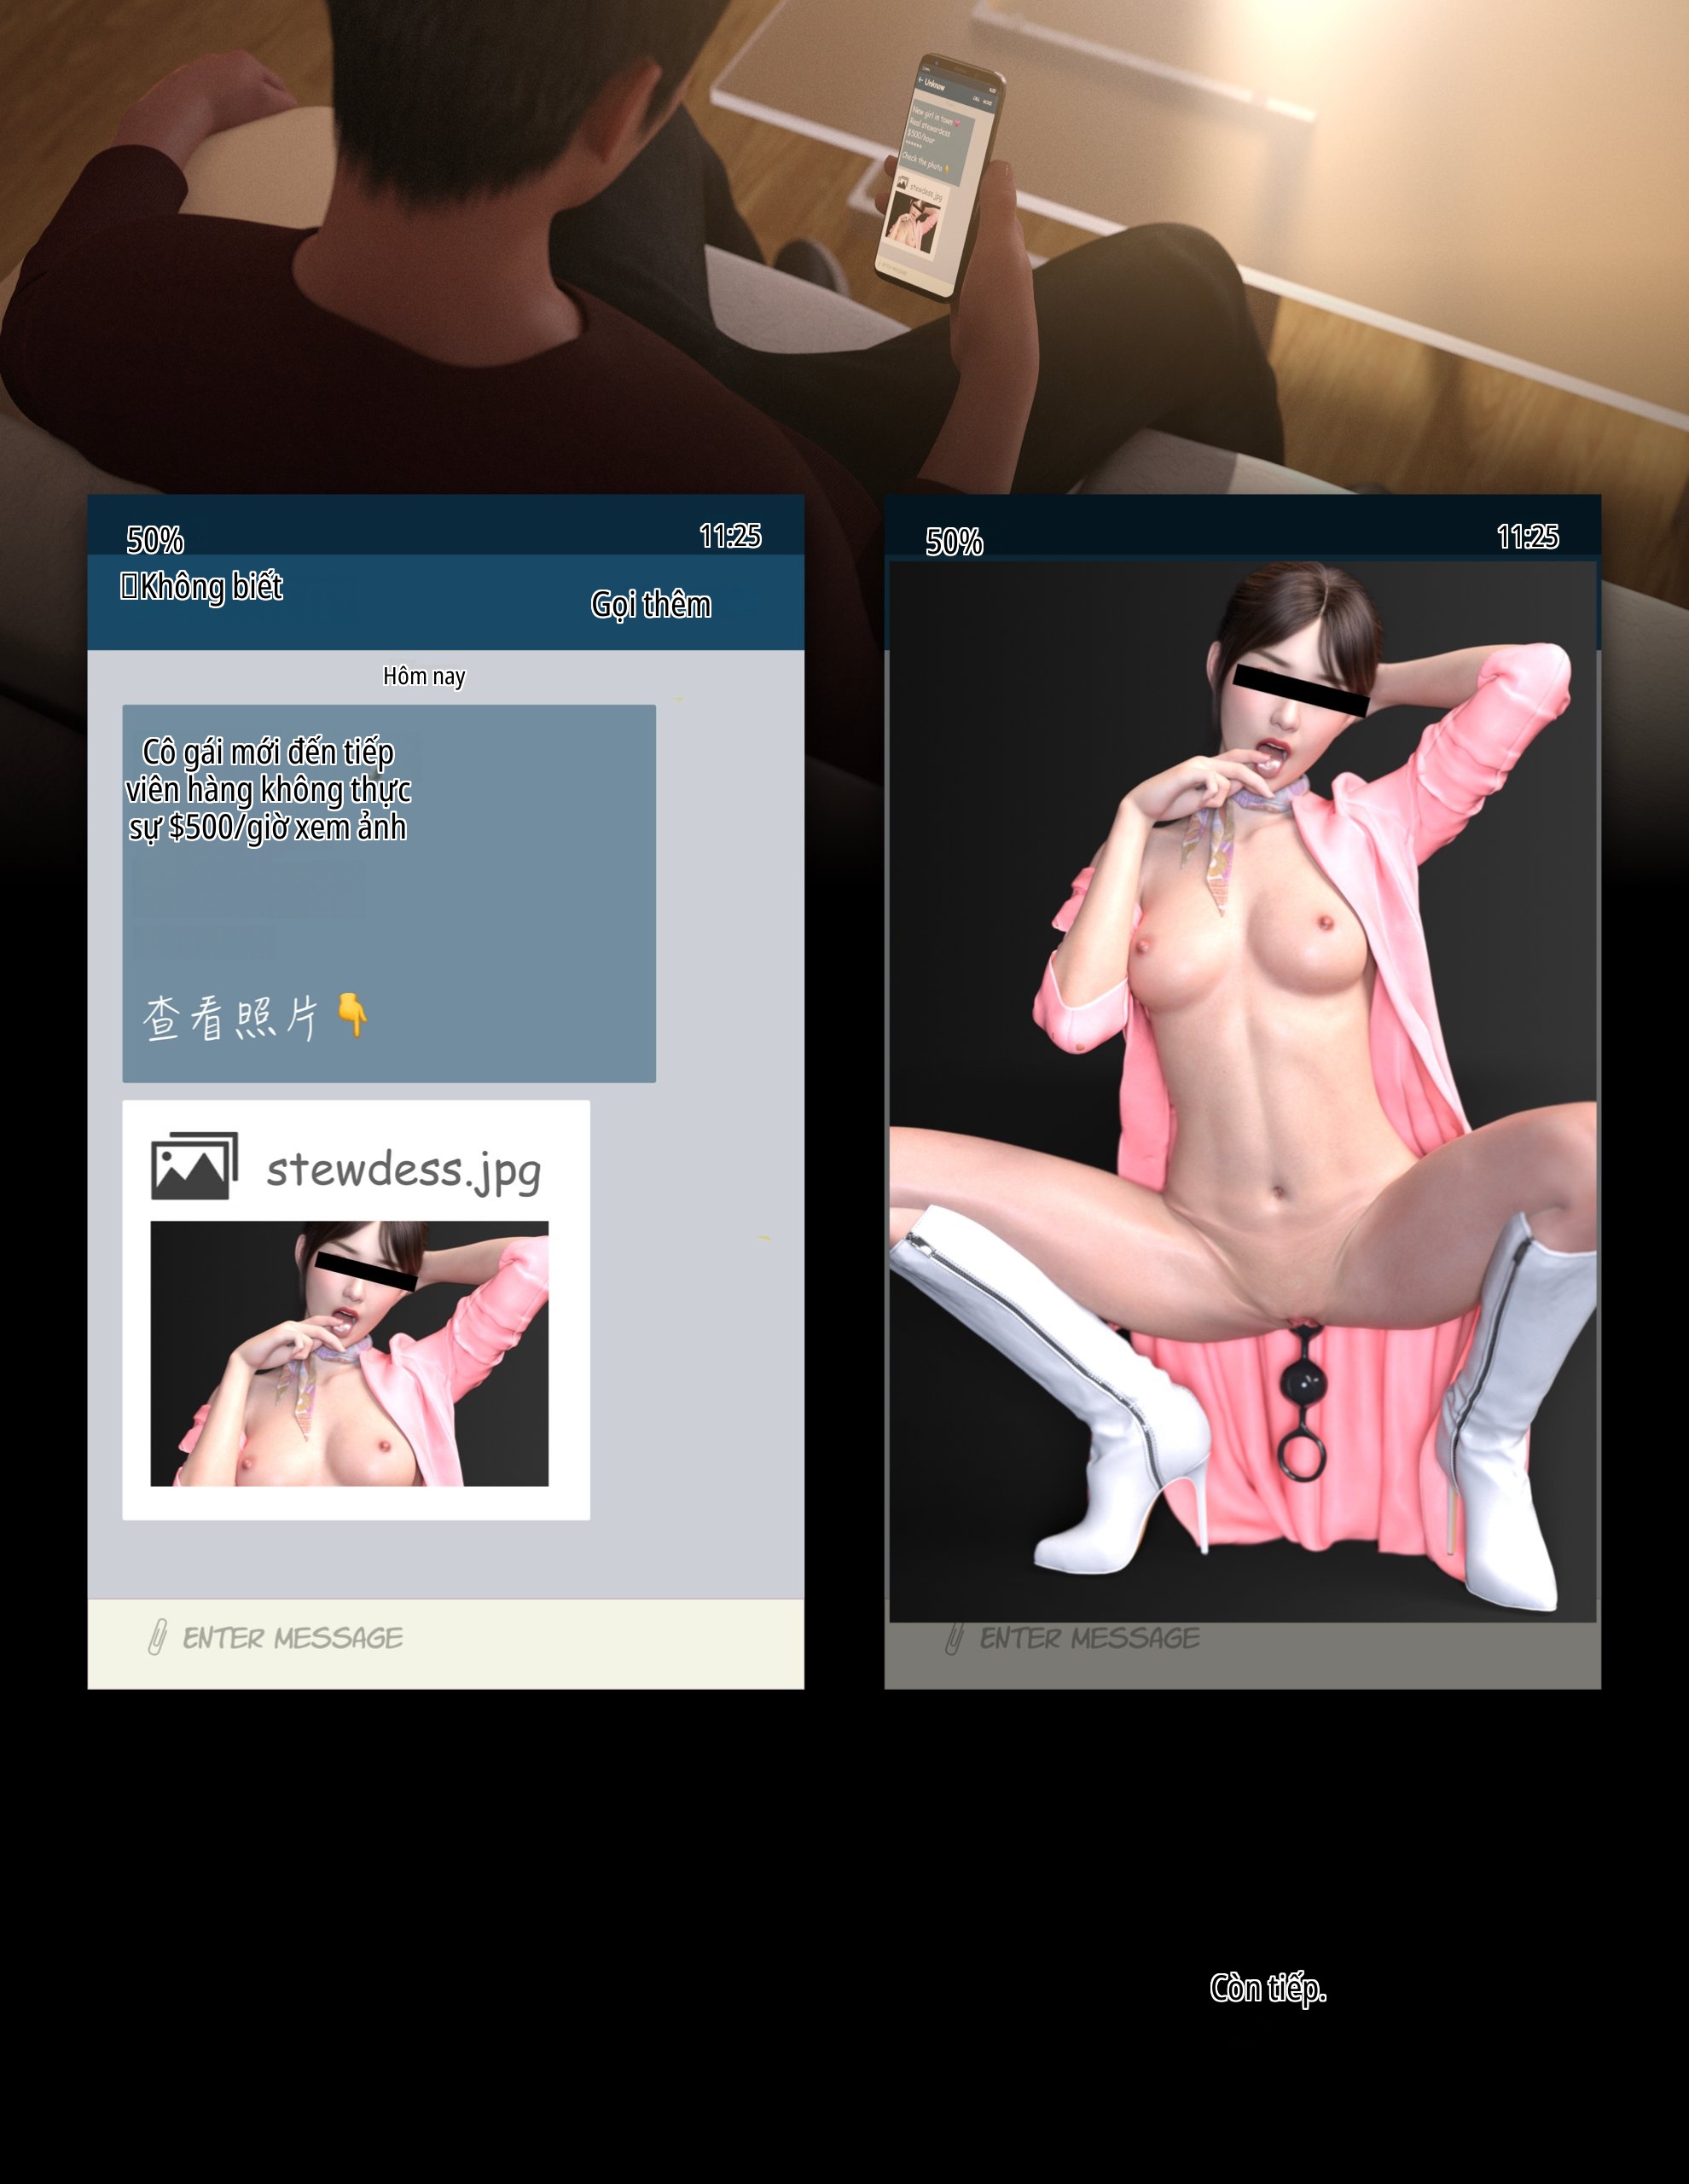 Unknow
New girl in town
Real stewardess
$500/hour
******
Check the photo 👇
stewdess.jpg
50%
11:25
Không biết
Gọi thêm
Hôm nay
Cô gái mới đến tiếp
viên hàng không thực
sự $500/giờ xem ảnh
查看照片👇
stewdess.jpg
ENTER MESSAGE
50%
11:25
ENTER MESSAGE
Còn tiếp.